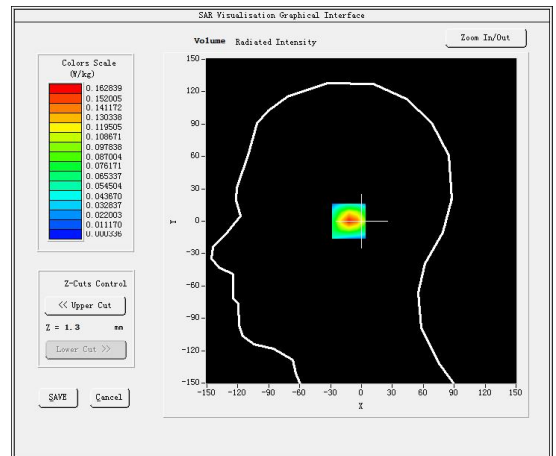 SAR Visualisation Graphical Interface
Volume Radiated Intensity
Zoom In/Out
Colors Scale
(W/kg)
0.162839
0.152005
0.141172
0.130338
0.119505
0.108671
0.097838
0.087004
0.076171
0.065337
0.054504
0.043670
0.032837
0.022003
0.011170
0.000336
Z-Cuts Control
<< Upper Cut
Z = 1.3 mm
Lower Cut >>
SAVE Cancel
150
120
90
60
30
0
-30
-60
-90
-120
-150
Y
-150 -120 -90 -60 -30 0 30 60 90 120 150
X